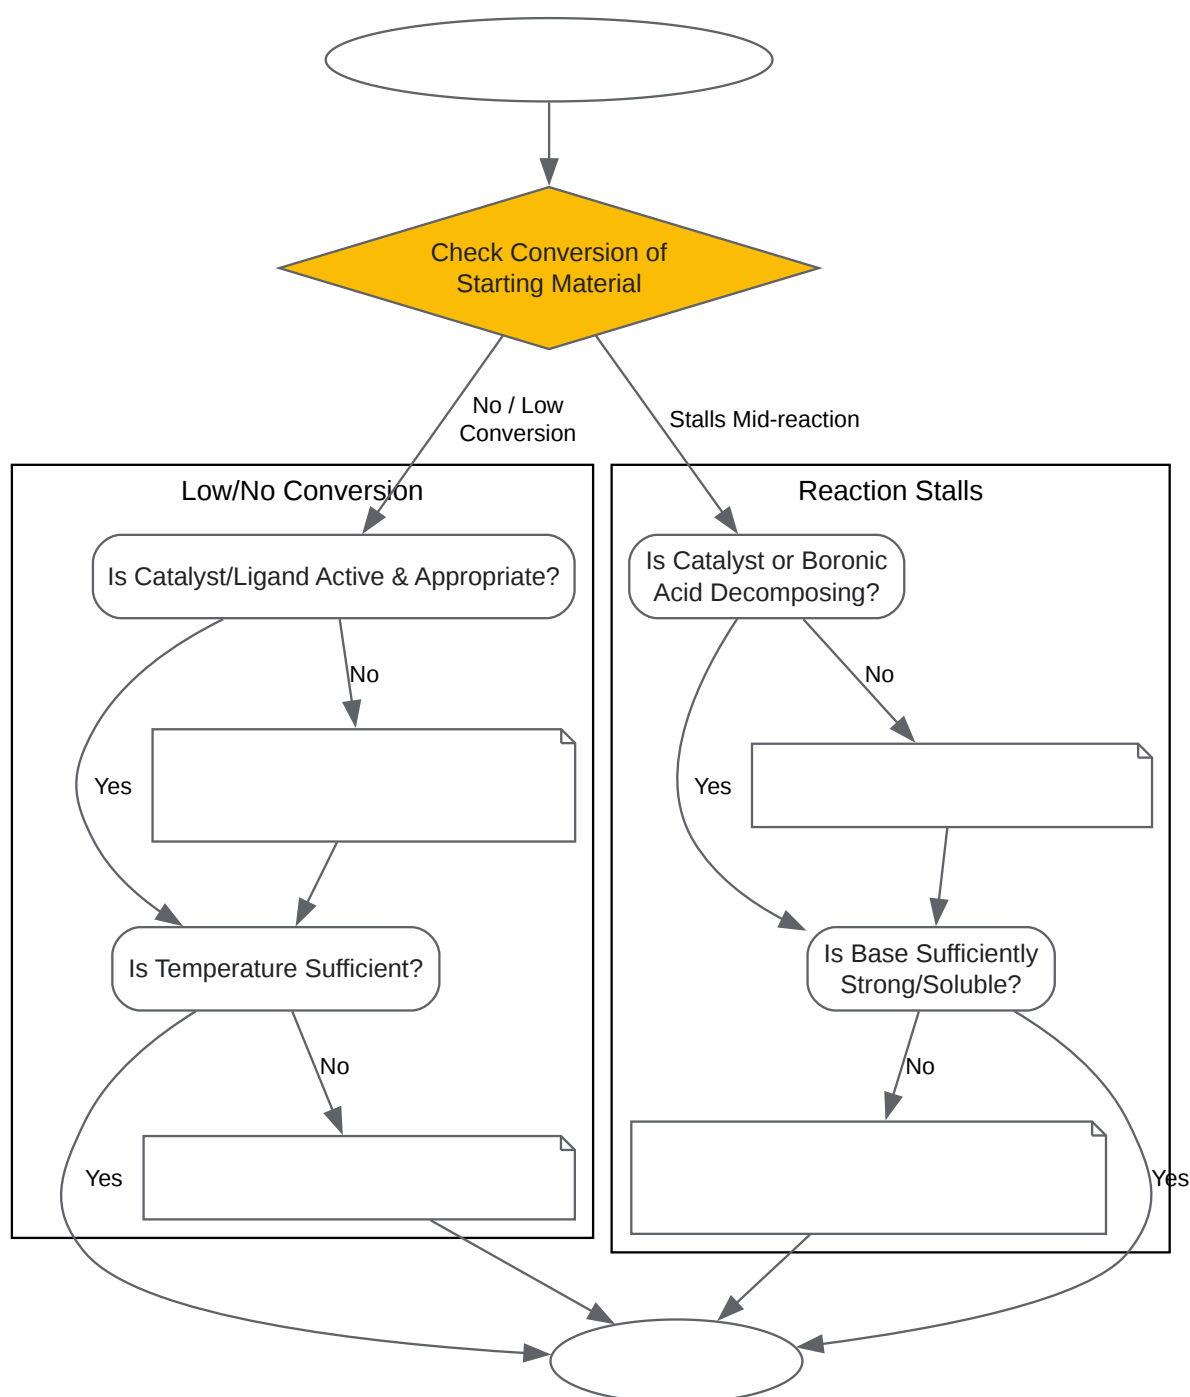 Check Conversion of
Starting Material
No / Low
Conversion
Stalls Mid-reaction
Low/No Conversion
Reaction Stalls
Is Catalyst/Ligand Active & Appropriate?
Is Catalyst or Boronic
Acid Decomposing?
No
No
Yes
Yes
Is Temperature Sufficient?
Is Base Sufficiently
Strong/Soluble?
No
No
Yes
Yes